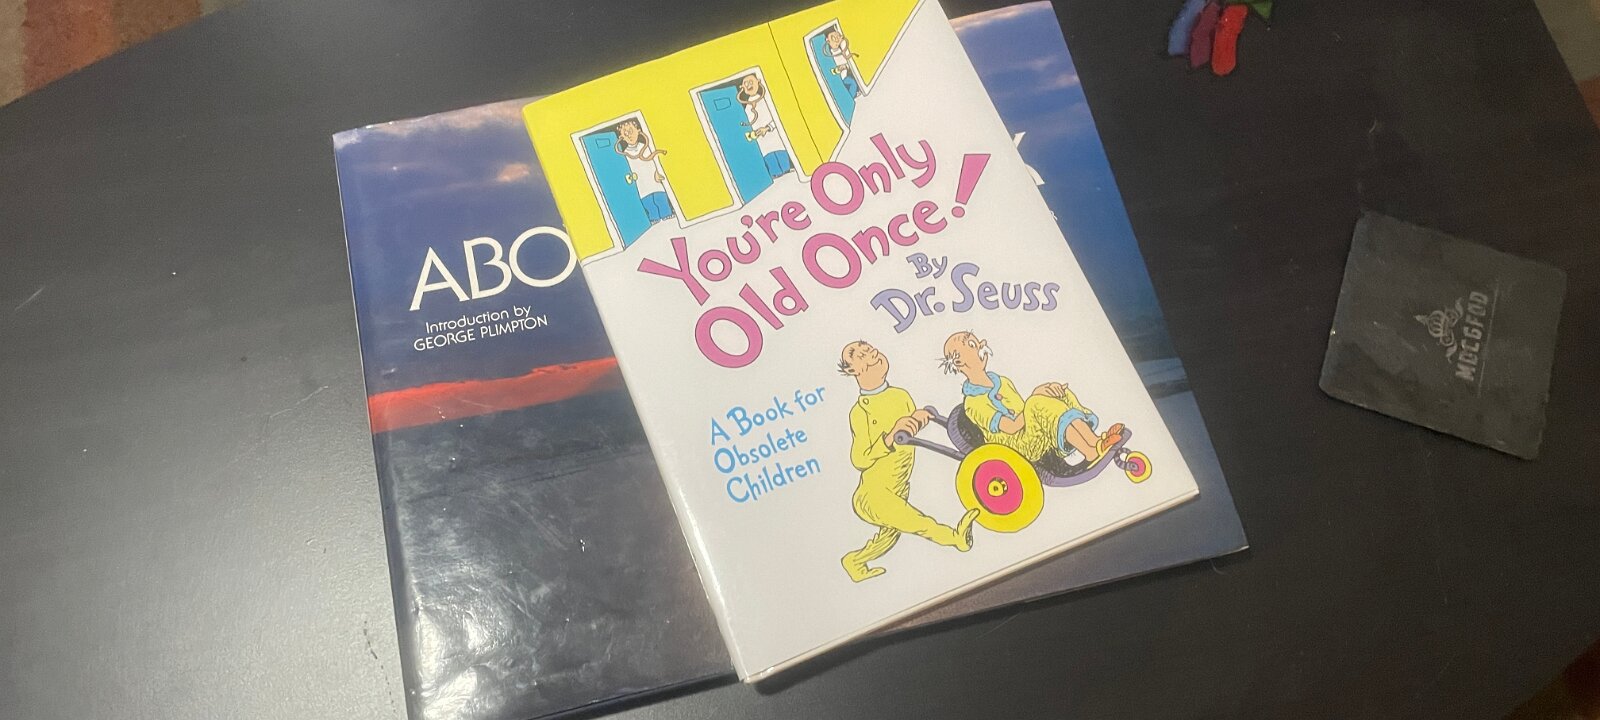 ABO
Introduction by
GEORGE PLIMPTON
You're Only
Old Once!
By
Dr. Seuss
A Book for
Obsolete
Children